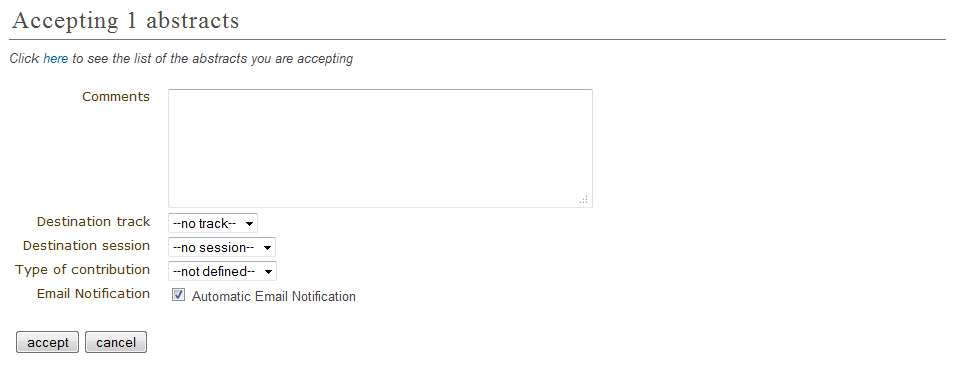 Accepting 1 abstracts
Click here to see the list of the abstracts you are accepting
Comments
Destination track --no track--
Destination session --no session--
Type of contribution --not defined--
Email Notification Automatic Email Notification
accept cancel